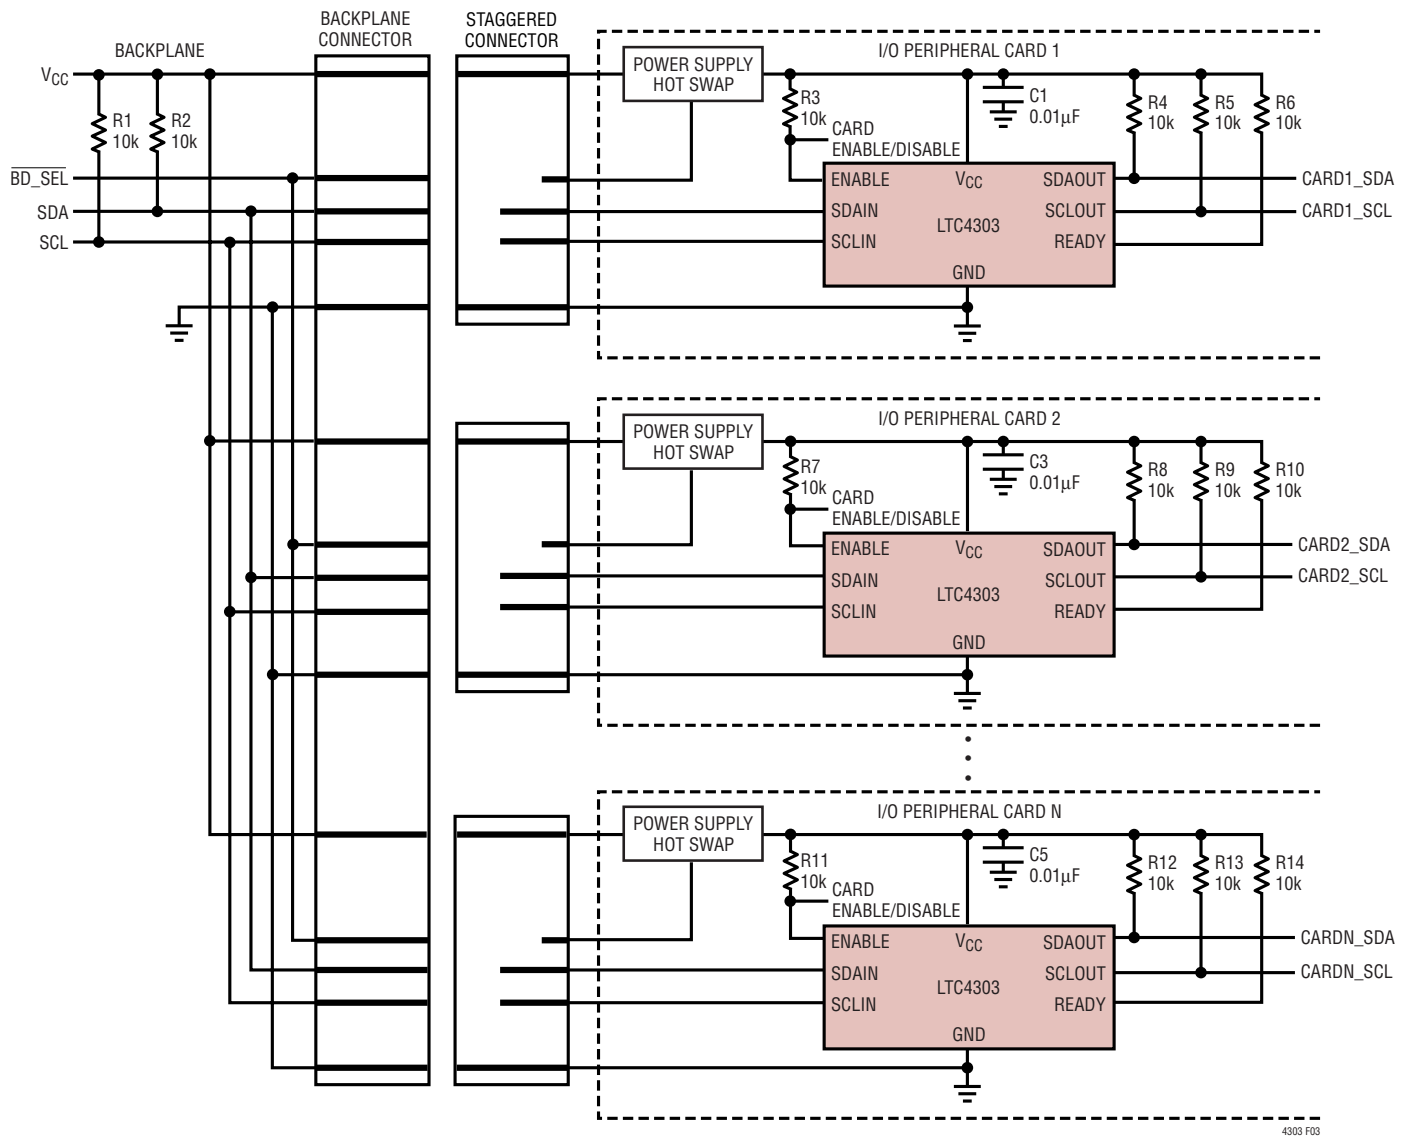 BACKPLANE
CONNECTOR
STAGGERED
CONNECTOR
BACKPLANE
VCC
R1
10k
R2
10k
BD_SEL
SDA
SCL
I/O PERIPHERAL CARD 1
POWER SUPPLY
HOT SWAP
R3
10k
CARD
ENABLE/DISABLE
C1
0.01µF
R4
10k
R5
10k
R6
10k
ENABLE
VCC
SDAOUT
SDAIN
LTC4303
SCLOUT
SCLIN
READY
GND
CARD1_SDA
CARD1_SCL
I/O PERIPHERAL CARD 2
POWER SUPPLY
HOT SWAP
R7
10k
CARD
ENABLE/DISABLE
C3
0.01µF
R8
10k
R9
10k
R10
10k
ENABLE
VCC
SDAOUT
SDAIN
LTC4303
SCLOUT
SCLIN
READY
GND
CARD2_SDA
CARD2_SCL
I/O PERIPHERAL CARD N
POWER SUPPLY
HOT SWAP
R11
10k
CARD
ENABLE/DISABLE
C5
0.01µF
R12
10k
R13
10k
R14
10k
ENABLE
VCC
SDAOUT
SDAIN
LTC4303
SCLOUT
SCLIN
READY
GND
CARDN_SDA
CARDN_SCL
4303 F03